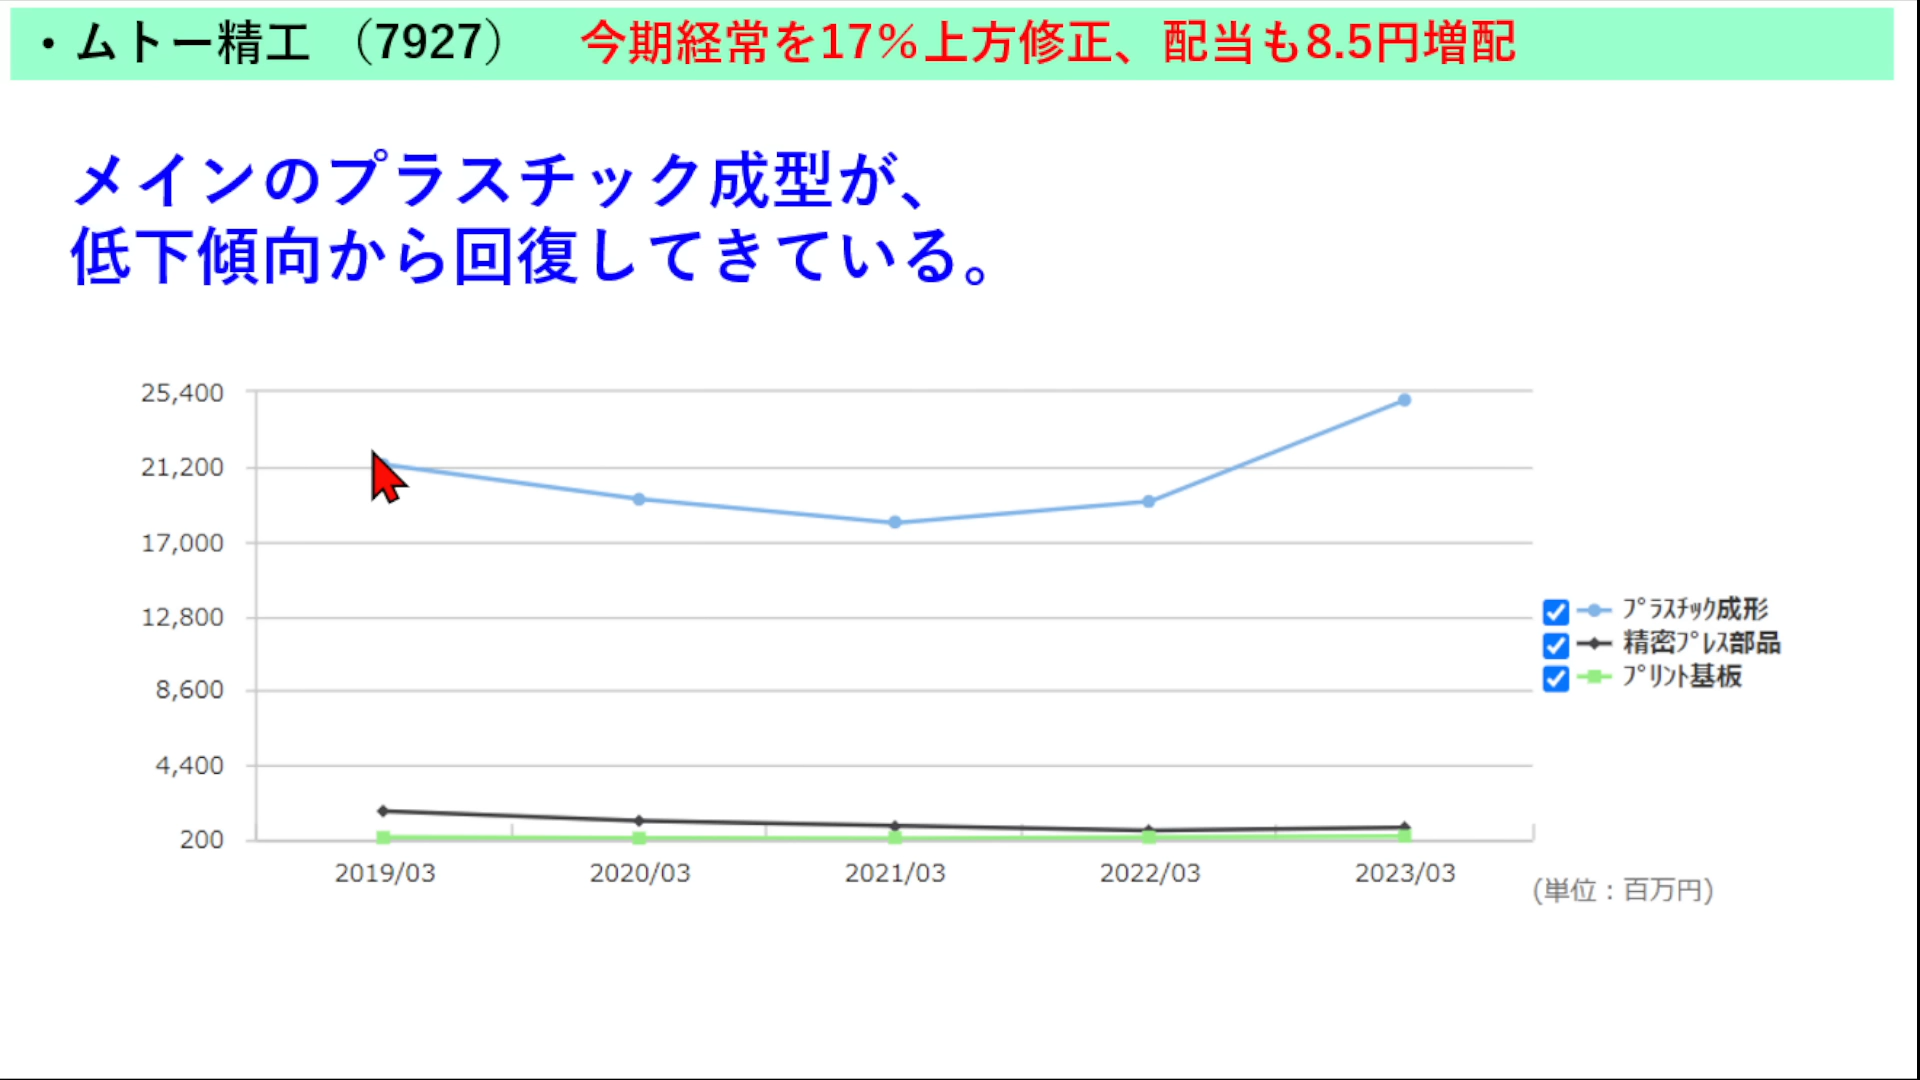 ・ムトー精工 （7927） 今期経常を17％上方修正、配当も8.5円増配
メインのプラスチック成型が、
低下傾向から回復してきている。
25,400
21,200
17,000
12,800
8,600
4,400
200
2019/03 2020/03 2021/03 2022/03 2023/03
ﾌﾟﾗｽﾁｯｸ成形
精密ﾌﾟﾚｽ部品
ﾌﾟﾘﾝﾄ基板
(単位：百万円)